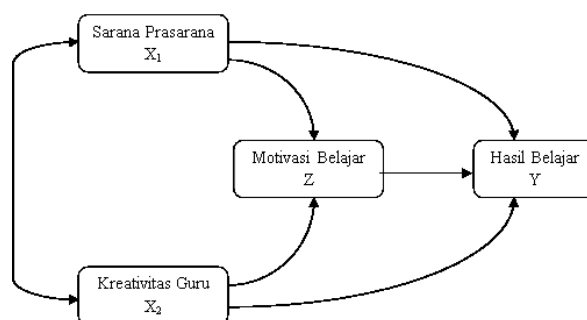 Sarana Prasarana
X₁
Motivasi Belajar
Z
Hasil Belajar
Y
Kreativitas Guru
X₂